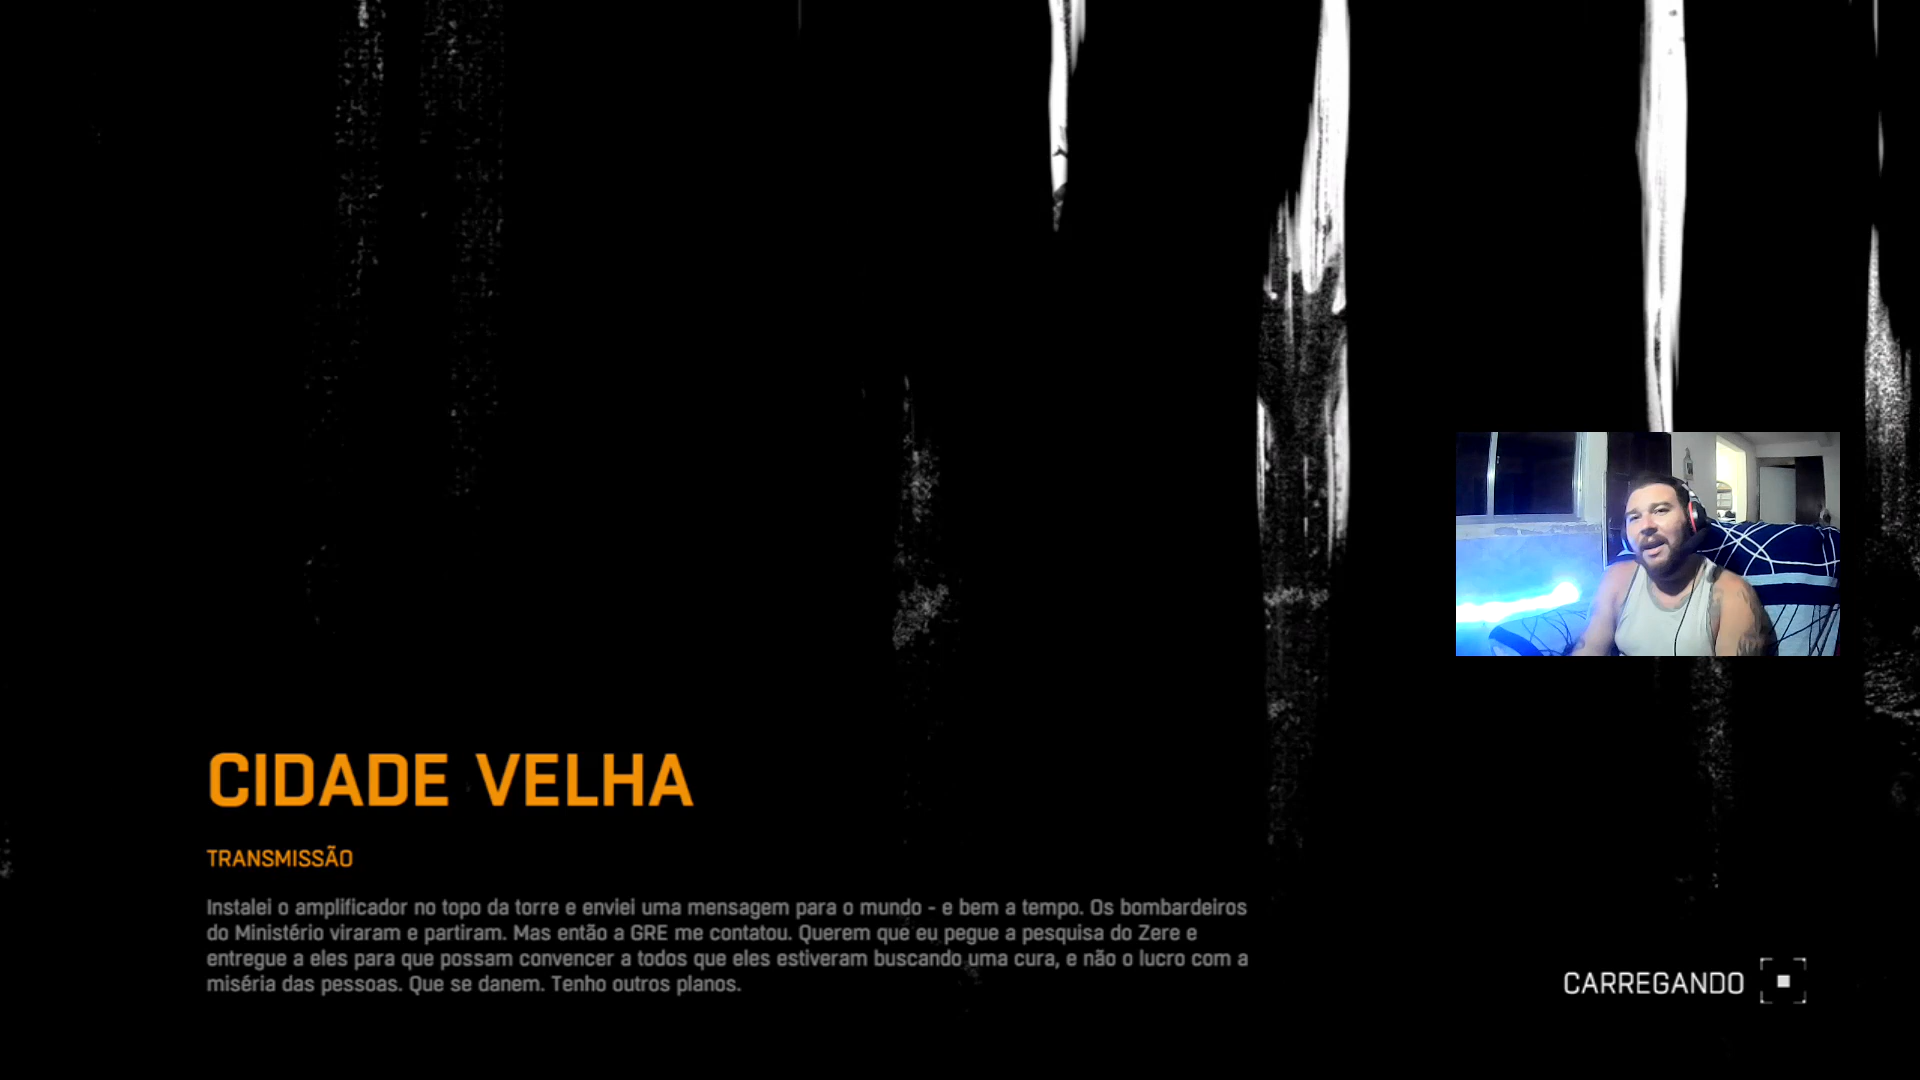 CIDADE VELHA
TRANSMISSÃO
Instalei o amplificador no topo da torre e enviei uma mensagem para o mundo - e bem a tempo. Os bombardeiros
do Ministério viraram e partiram. Mas então a GRE me contatou. Querem que eu pegue a pesquisa do Zere e
entregue a eles para que possam convencer a todos que eles estiveram buscando uma cura, e não o lucro com a
miséria das pessoas. Que se danem. Tenho outros planos.
CARREGANDO